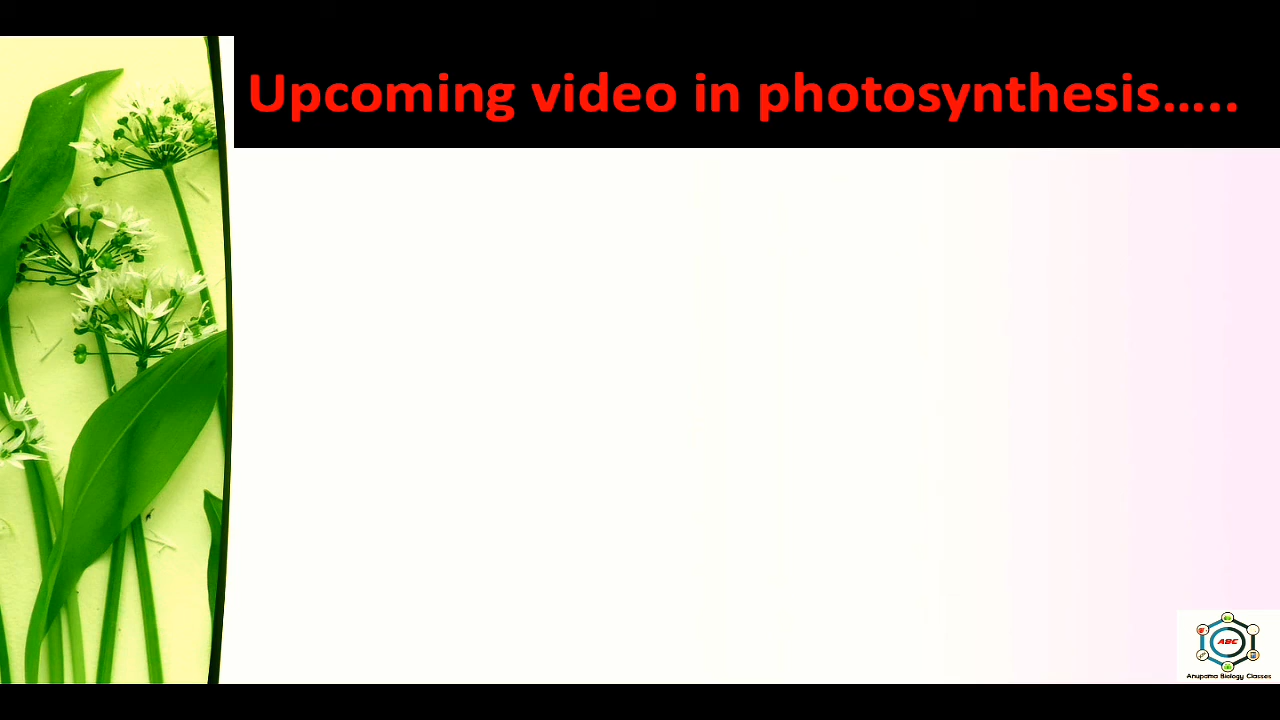 Upcoming video in photosynthesis.....
ABC
Anupama Biology Classes